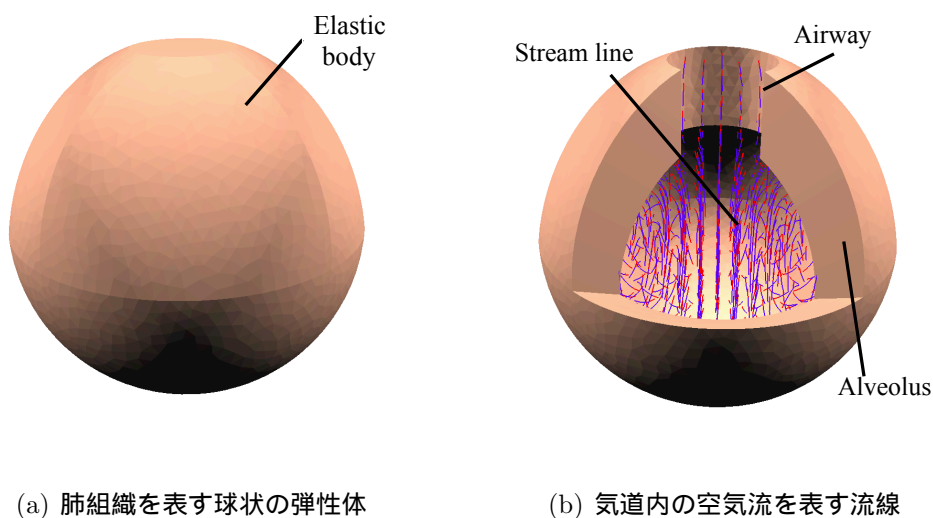 Elastic
body
Stream line
Airway
Alveolus
(a) 肺組織を表す球状の弾性体
(b) 気道内の空気流を表す流線